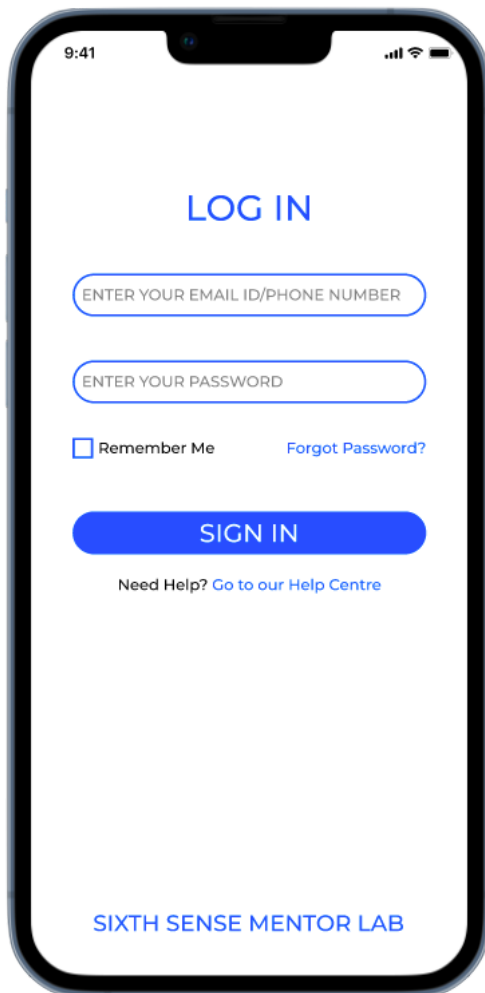 9:41
LOG IN
ENTER YOUR EMAIL ID/PHONE NUMBER
ENTER YOUR PASSWORD
Remember Me Forgot Password?
SIGN IN
Need Help? Go to our Help Centre
SIXTH SENSE MENTOR LAB